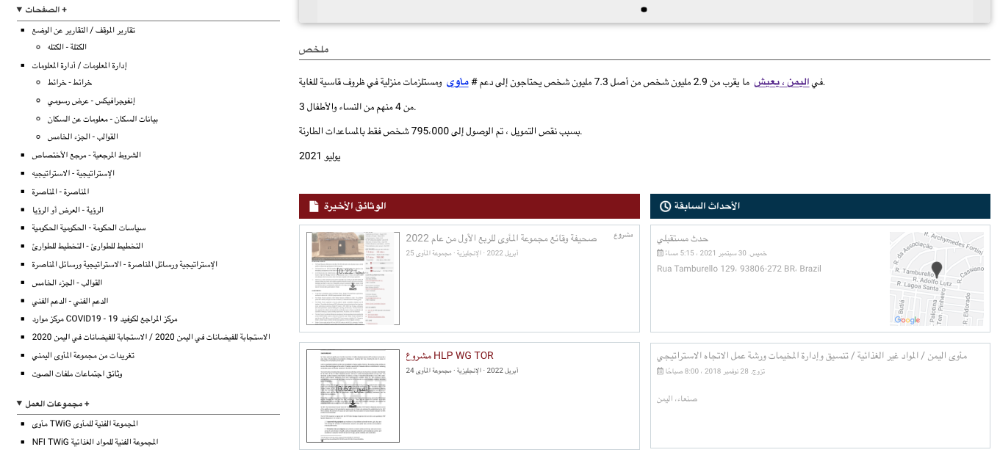 الصفحات +
تقارير الموقف / التقارير عن الوضع
الكتلة - الكتله
إدارة المعلومات / أدارة المعلومات
خرائط - خرائط
إنفوجرافيكس - عرض رسومي
بيانات السكان - معلومات عن السكان
القوالب - الجزء الخامس
الشروط المرجعية - مرجع الأختصاص
الإستراتيجية - الاستراتيجيه
المناصرة - المناصرة
الرؤية - العرض أو الرؤيا
سياسات الحكومة - الحكومية الحكومية
التخطيط للطوارئ - التخطيط للطوارئ
الإستراتيجية ورسائل المناصرة - الاستراتيجية ورسائل المناصرة
القوالب - الجزء الخامس
الدعم الفني - الدعم الفني
مركز المراجع لكوفيد 19 - COVID19 مركز موارد
الاستجابة للفيضانات في اليمن 2020 / الاستجابة للفيضانات في اليمن 2020
تغريدات من مجموعة المأوى اليمني
وثائق اجتماعات ملفات الصوت
مجموعات العمل +
المجموعة الفنية للمأوى TWiG مأوى
المجموعة الفنية للمواد الغذائية NFI TWiG
ملخص
في اليمن ، يعيش ما يقرب من 2.9 مليون شخص من أصل 7.3 مليون شخص يحتاجون إلى دعم # مأوى ومستلزمات منزلية في ظروف قاسية للغاية.
3 من 4 منهم من النساء والأطفال.
بسبب نقص التمويل ، تم الوصول إلى 795،000 شخص فقط بالمساعدات الطارئة.
يوليو 2021
الوثائق الأخيرة
صحيفة وقائع مجموعة المأوى للربع الأول من عام 2022
مشروع
25 أبريل 2022 · الإنجليزية · مجموعة المأوى
مشروع HLP WG TOR
24 أبريل 2022 · الإنجليزية · مجموعة المأوى
الأحداث السابقة
حدث مستقبلي
خميس. 30 سبتمبر 2021 ، 5:15 مساءً
Rua Tamburello 129، 93806-272 BR، Brazil
R. Archymedes Fortini
R. da Associação
R. Tamburello
R. Adolfo Lutz
R. Cassiano
R. Lagoa Santa
R. Butiá
Palotina
Ten. Pinheiro
R. Eldorado
Google
مأوى اليمن / المواد غير الغذائية / تنسيق وإدارة المخيمات ورشة عمل الاتجاه الاستراتيجي
تزوج. 28 نوفمبر 2018 ، 8:00 صباحًا
صنعاء، اليمن